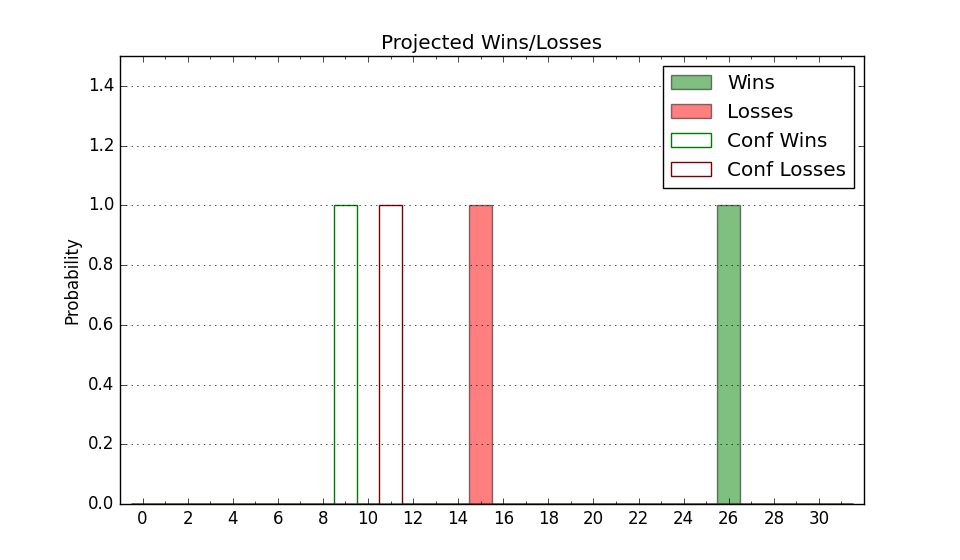 Projected Wins/Losses
Wins
Losses
Conf Wins
Conf Losses
Probability
1.4
1.2
1.0
0.8
0.6
0.4
0.2
0.0
0 2 4 6 8 10 12 14 16 18 20 22 24 26 28 30